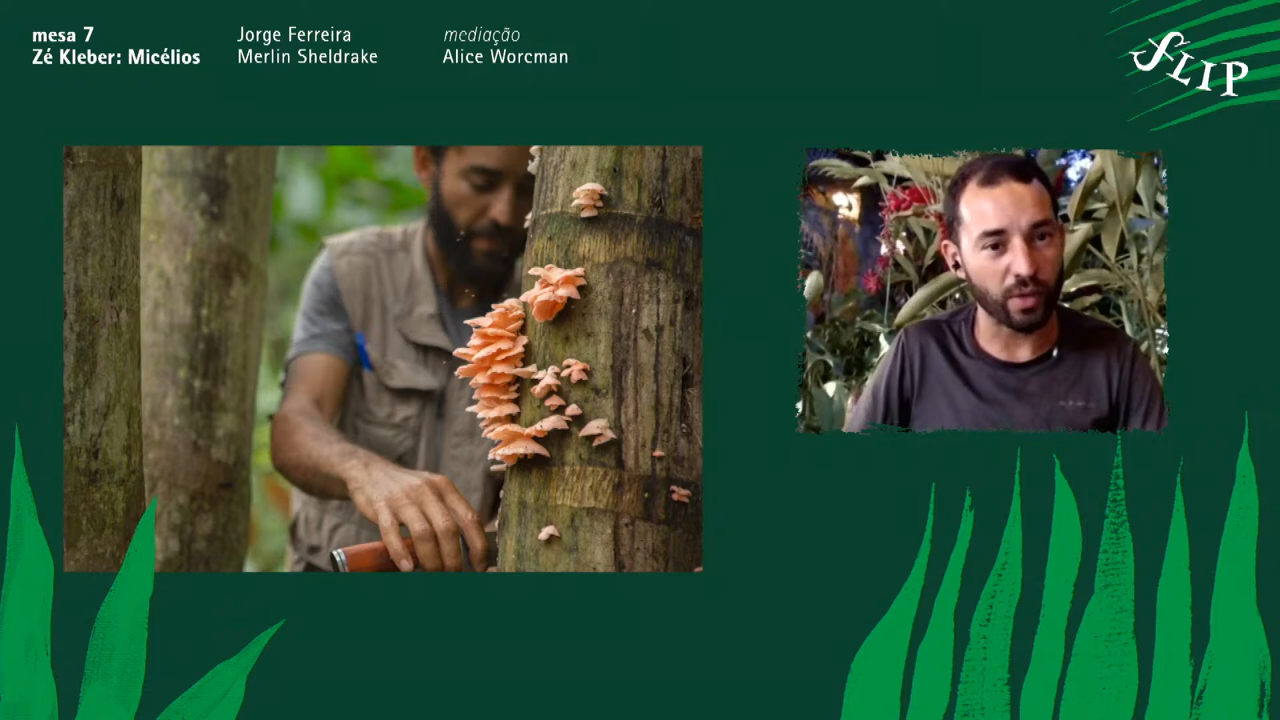 mesa 7
Zé Kleber: Micélios
Jorge Ferreira
Merlin Sheldrake
mediação
Alice Worcman
FLIP